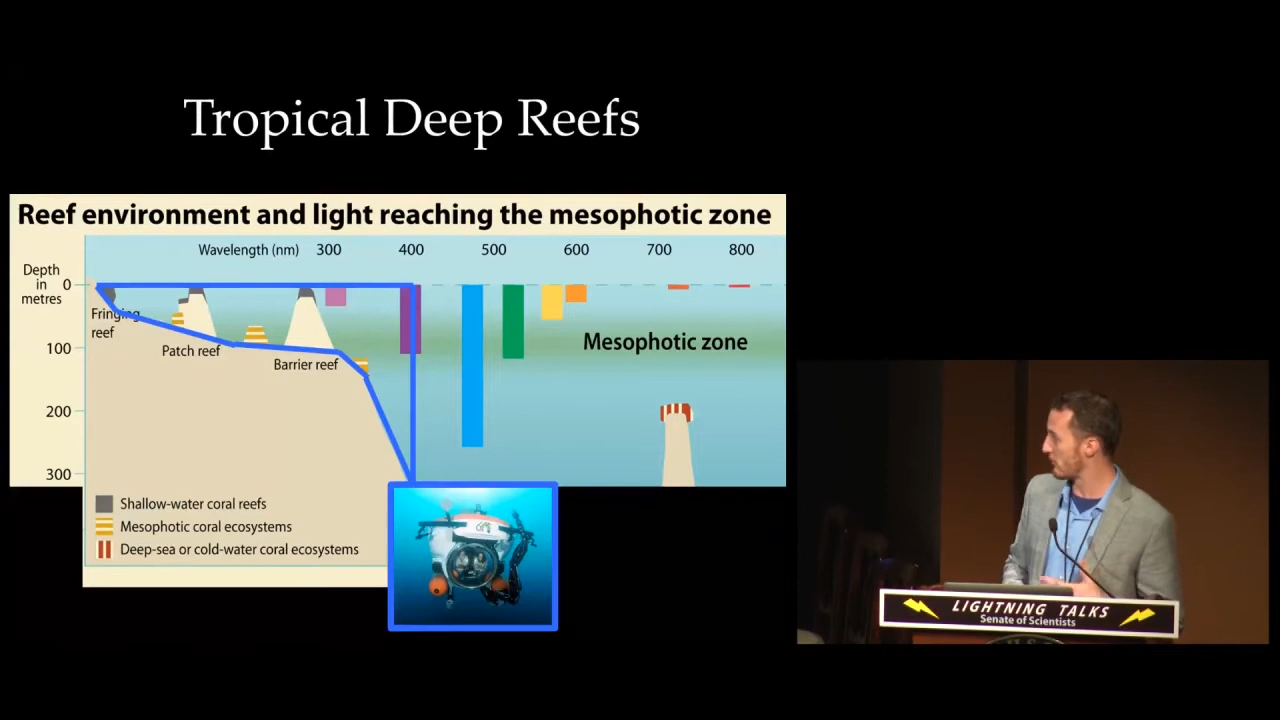 Tropical Deep Reefs
Reef environment and light reaching the mesophotic zone
Wavelength (nm) 300 400 500 600 700 800
Depth
in
metres
0
100
200
300
Fringing
reef
Patch reef
Barrier reef
Mesophotic zone
Shallow-water coral reefs
Mesophotic coral ecosystems
Deep-sea or cold-water coral ecosystems
LIGHTNING TALKS
Senate of Scientists